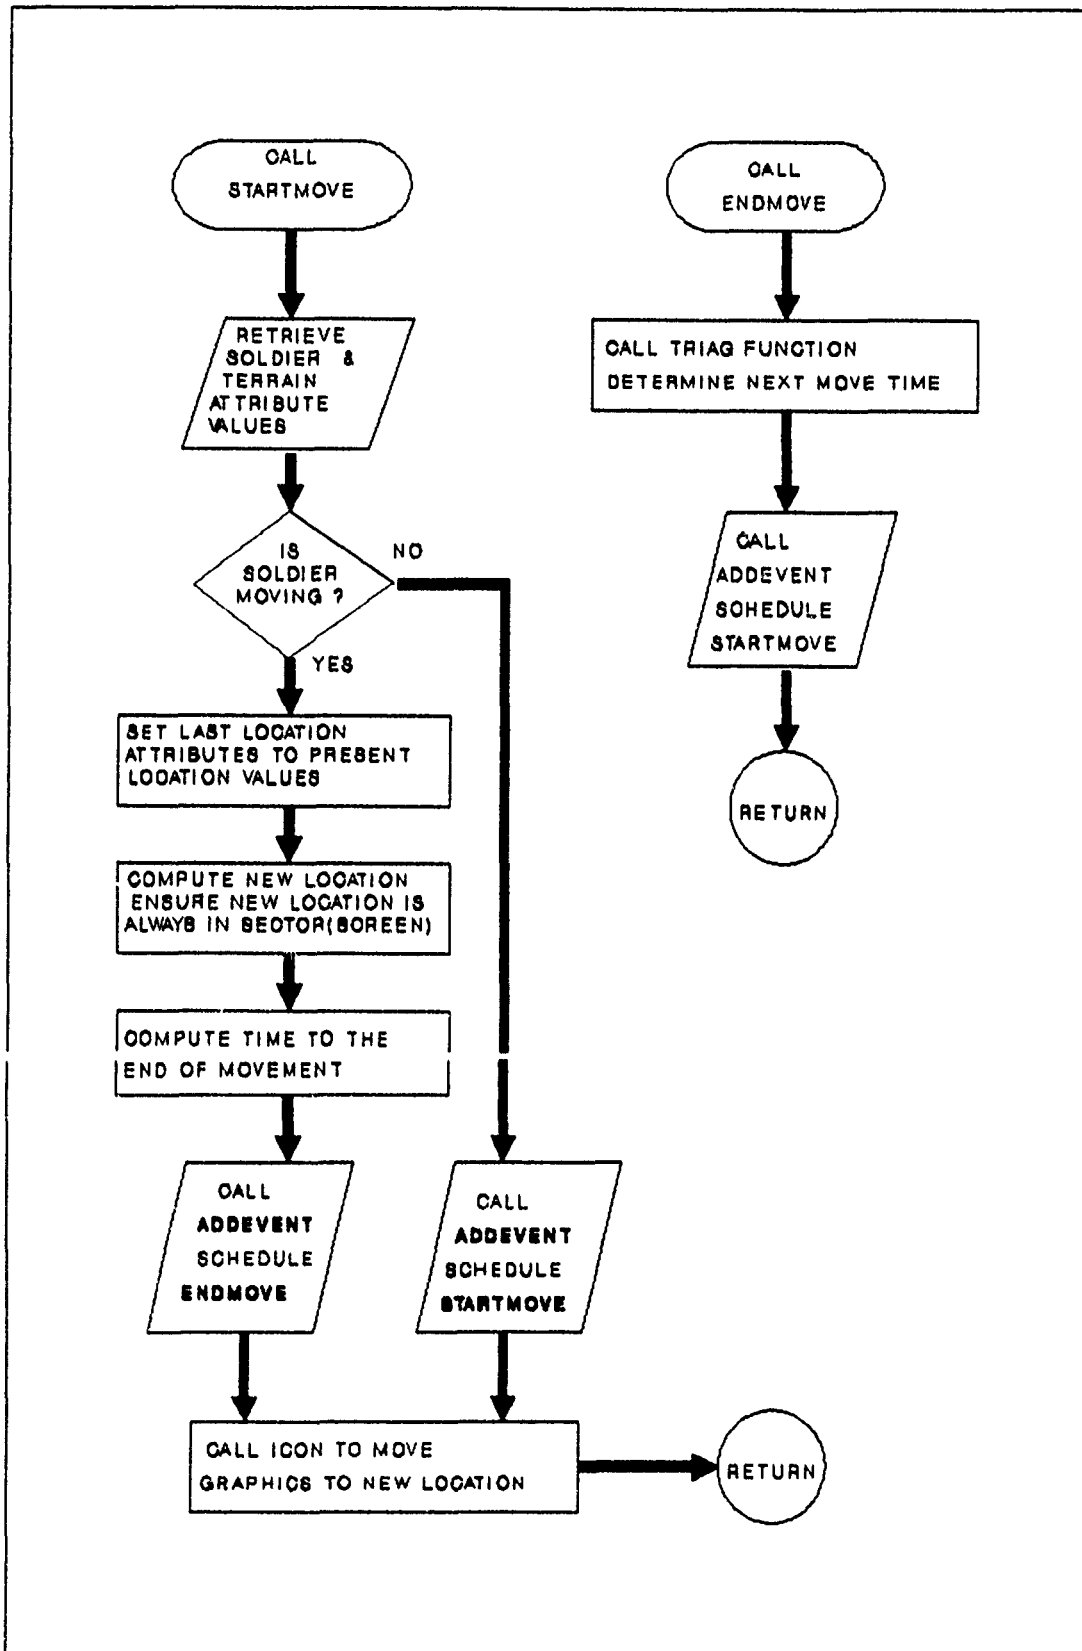 CALL
STARTMOVE
RETRIEVE
SOLDIER &
TERRAIN
ATTRIBUTE
VALUES
IS
SOLDIER
MOVING ?
NO
YES
SET LAST LOCATION
ATTRIBUTES TO PRESENT
LOCATION VALUES
COMPUTE NEW LOCATION
ENSURE NEW LOCATION IS
ALWAYS IN SECTOR(SCREEN)
COMPUTE TIME TO THE
END OF MOVEMENT
CALL
ADDEVENT
SCHEDULE
ENDMOVE
CALL
ADDEVENT
SCHEDULE
STARTMOVE
CALL ICON TO MOVE
GRAPHICS TO NEW LOCATION
RETURN
CALL
ENDMOVE
CALL TRIAG FUNCTION
DETERMINE NEXT MOVE TIME
CALL
ADDEVENT
SCHEDULE
STARTMOVE
RETURN